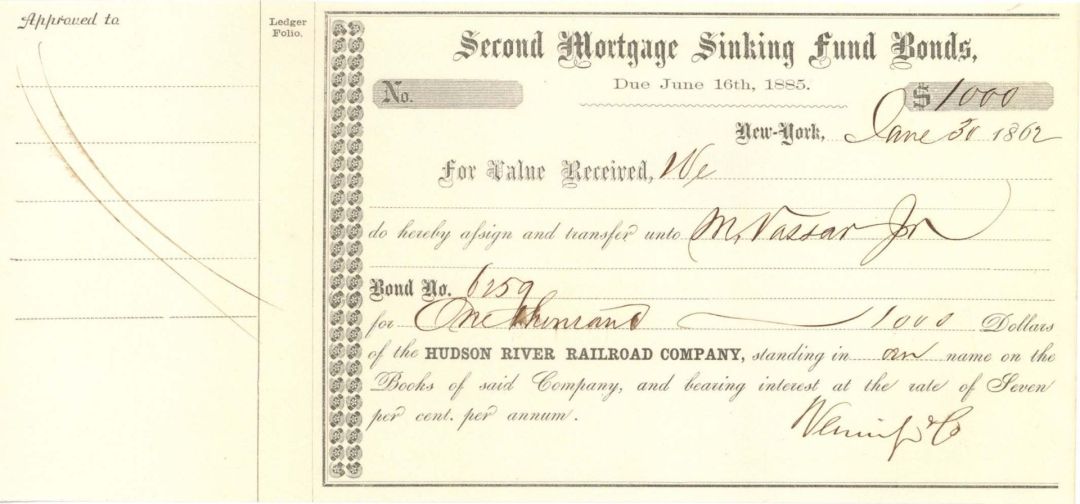 Approved to
Ledger
Folio.
Second Mortgage Sinking Fund Bonds,
Due June 16th, 1885.
No.
$ 1000
New-York, June 30 1862
For Value Received, We
do hereby assign and transfer unto M. Vassar Jr
Bond No. 6259
for One thousand 1000 Dollars
of the HUDSON RIVER RAILROAD COMPANY, standing in our name on the
Books of said Company, and bearing interest at the rate of Seven
per cent. per annum.
& Co